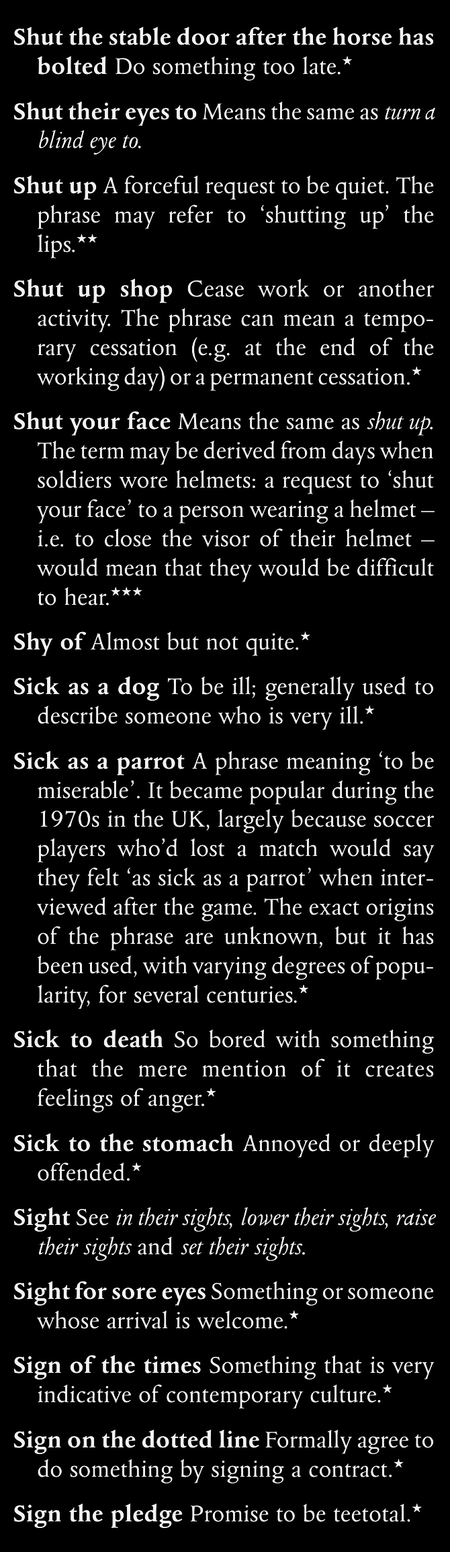 Shut the stable door after the horse has
bolted Do something too late.★
Shut their eyes to Means the same as turn a
blind eye to.
Shut up A forceful request to be quiet. The
phrase may refer to ‘shutting up’ the
lips.★★
Shut up shop Cease work or another
activity. The phrase can mean a tempo-
rary cessation (e.g. at the end of the
working day) or a permanent cessation.★
Shut your face Means the same as shut up.
The term may be derived from days when
soldiers wore helmets: a request to ‘shut
your face’ to a person wearing a helmet –
i.e. to close the visor of their helmet –
would mean that they would be difficult
to hear.★★★
Shy of Almost but not quite.★
Sick as a dog To be ill; generally used to
describe someone who is very ill.★
Sick as a parrot A phrase meaning ‘to be
miserable’. It became popular during the
1970s in the UK, largely because soccer
players who’d lost a match would say
they felt ‘as sick as a parrot’ when inter-
viewed after the game. The exact origins
of the phrase are unknown, but it has
been used, with varying degrees of popu-
larity, for several centuries.★
Sick to death So bored with something
that the mere mention of it creates
feelings of anger.★
Sick to the stomach Annoyed or deeply
offended.★
Sight See in their sights, lower their sights, raise
their sights and set their sights.
Sight for sore eyes Something or someone
whose arrival is welcome.★
Sign of the times Something that is very
indicative of contemporary culture.★
Sign on the dotted line Formally agree to
do something by signing a contract.★
Sign the pledge Promise to be teetotal.★